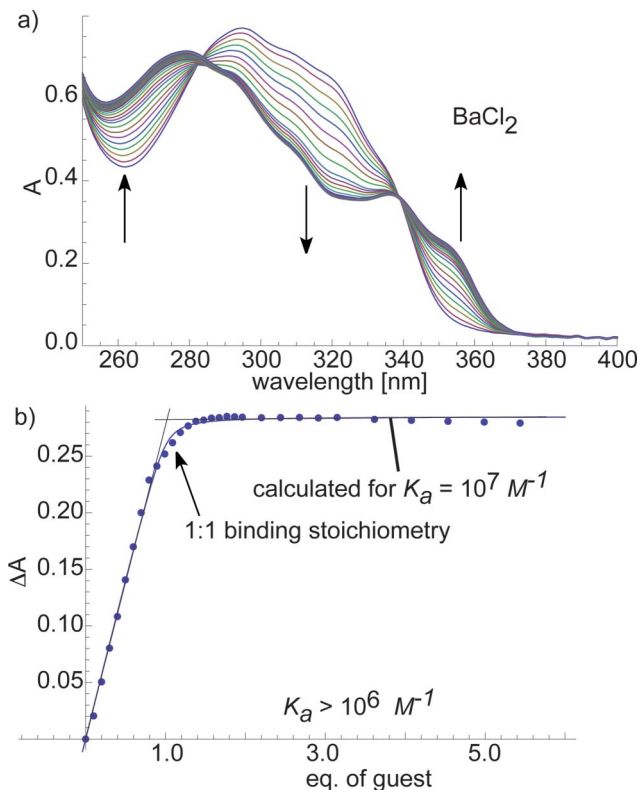 a)
0.6
BaCl2
A
0.4
0.2
0.0
260 280 300 320 340 360 380 400
wavelength [nm]
b)
0.25
calculated for Ka = 10^7 M^-1
0.20
1:1 binding stoichiometry
ΔA
0.15
0.10
0.05
Ka > 10^6 M^-1
1.0 3.0 5.0
eq. of guest